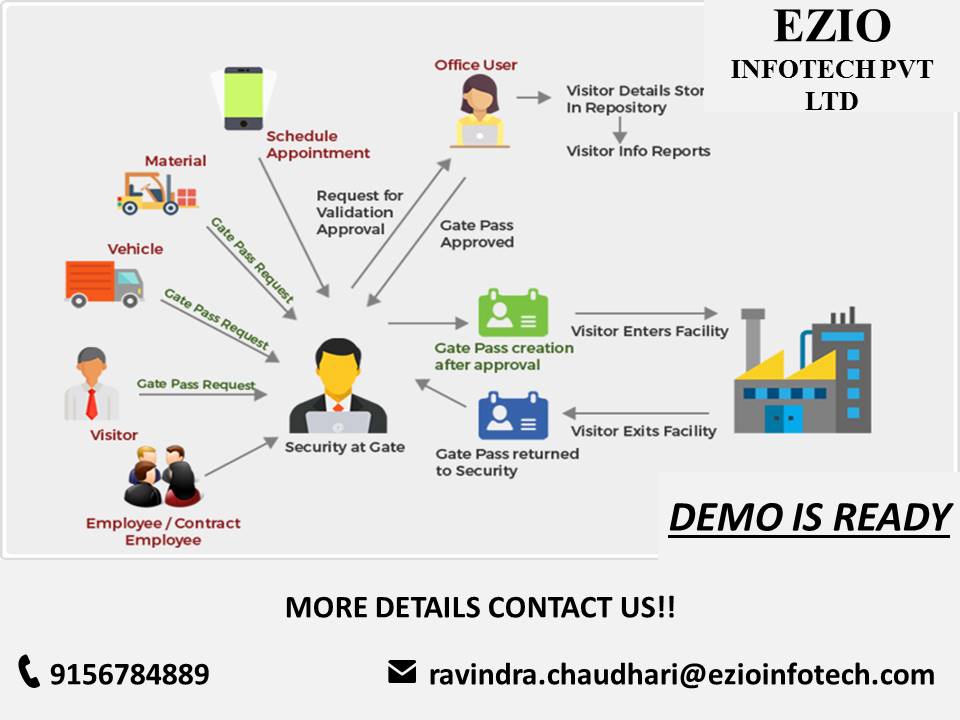 EZIO
INFOTECH PVT
LTD
Office User
Visitor Details Stor
In Repository
Visitor Info Reports
Schedule
Appointment
Material
Request for
Validation
Approval
Gate Pass
Approved
Gate Pass Request
Vehicle
Gate Pass Request
Gate Pass Request
Visitor
Security at Gate
Gate Pass creation
after approval
Visitor Enters Facility
Visitor Exits Facility
Gate Pass returned
to Security
Employee / Contract
Employee
DEMO IS READY
MORE DETAILS CONTACT US!!
9156784889
ravindra.chaudhari@ezioinfotech.com